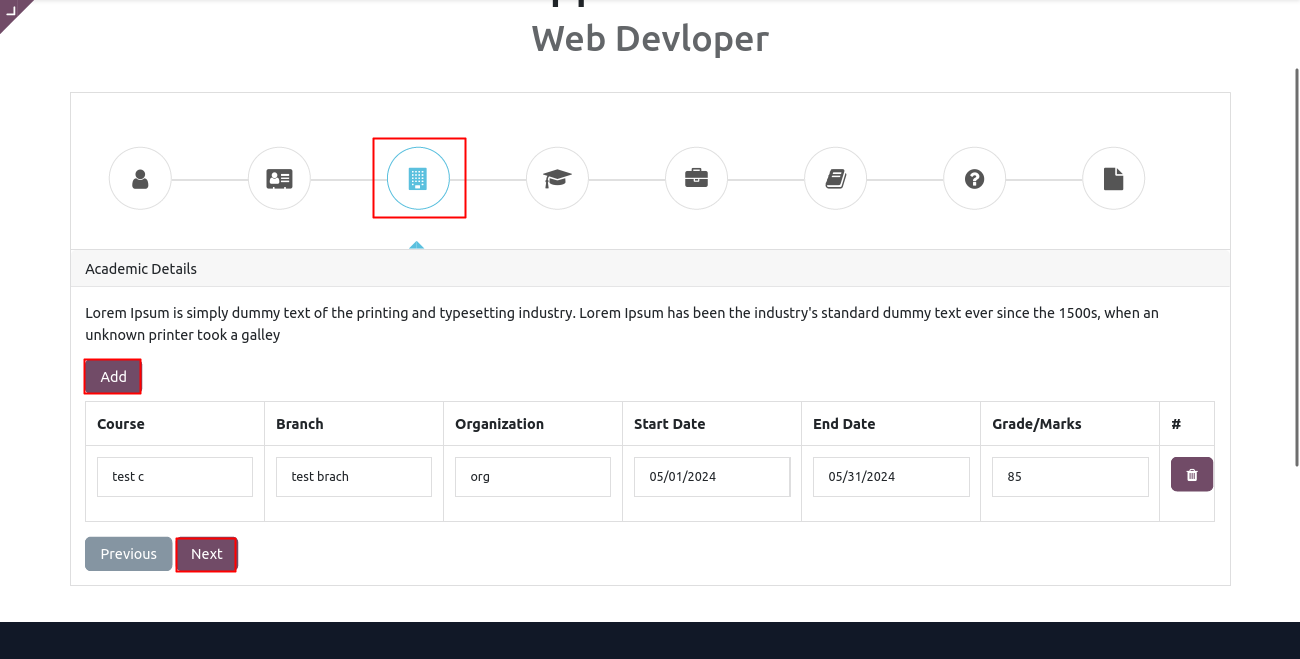 Web Devloper
Academic Details
Lorem Ipsum is simply dummy text of the printing and typesetting industry. Lorem Ipsum has been the industry's standard dummy text ever since the 1500s, when an
unknown printer took a galley
Add
Course Branch Organization Start Date End Date Grade/Marks #
test c test brach org 05/01/2024 05/31/2024 85
Previous Next